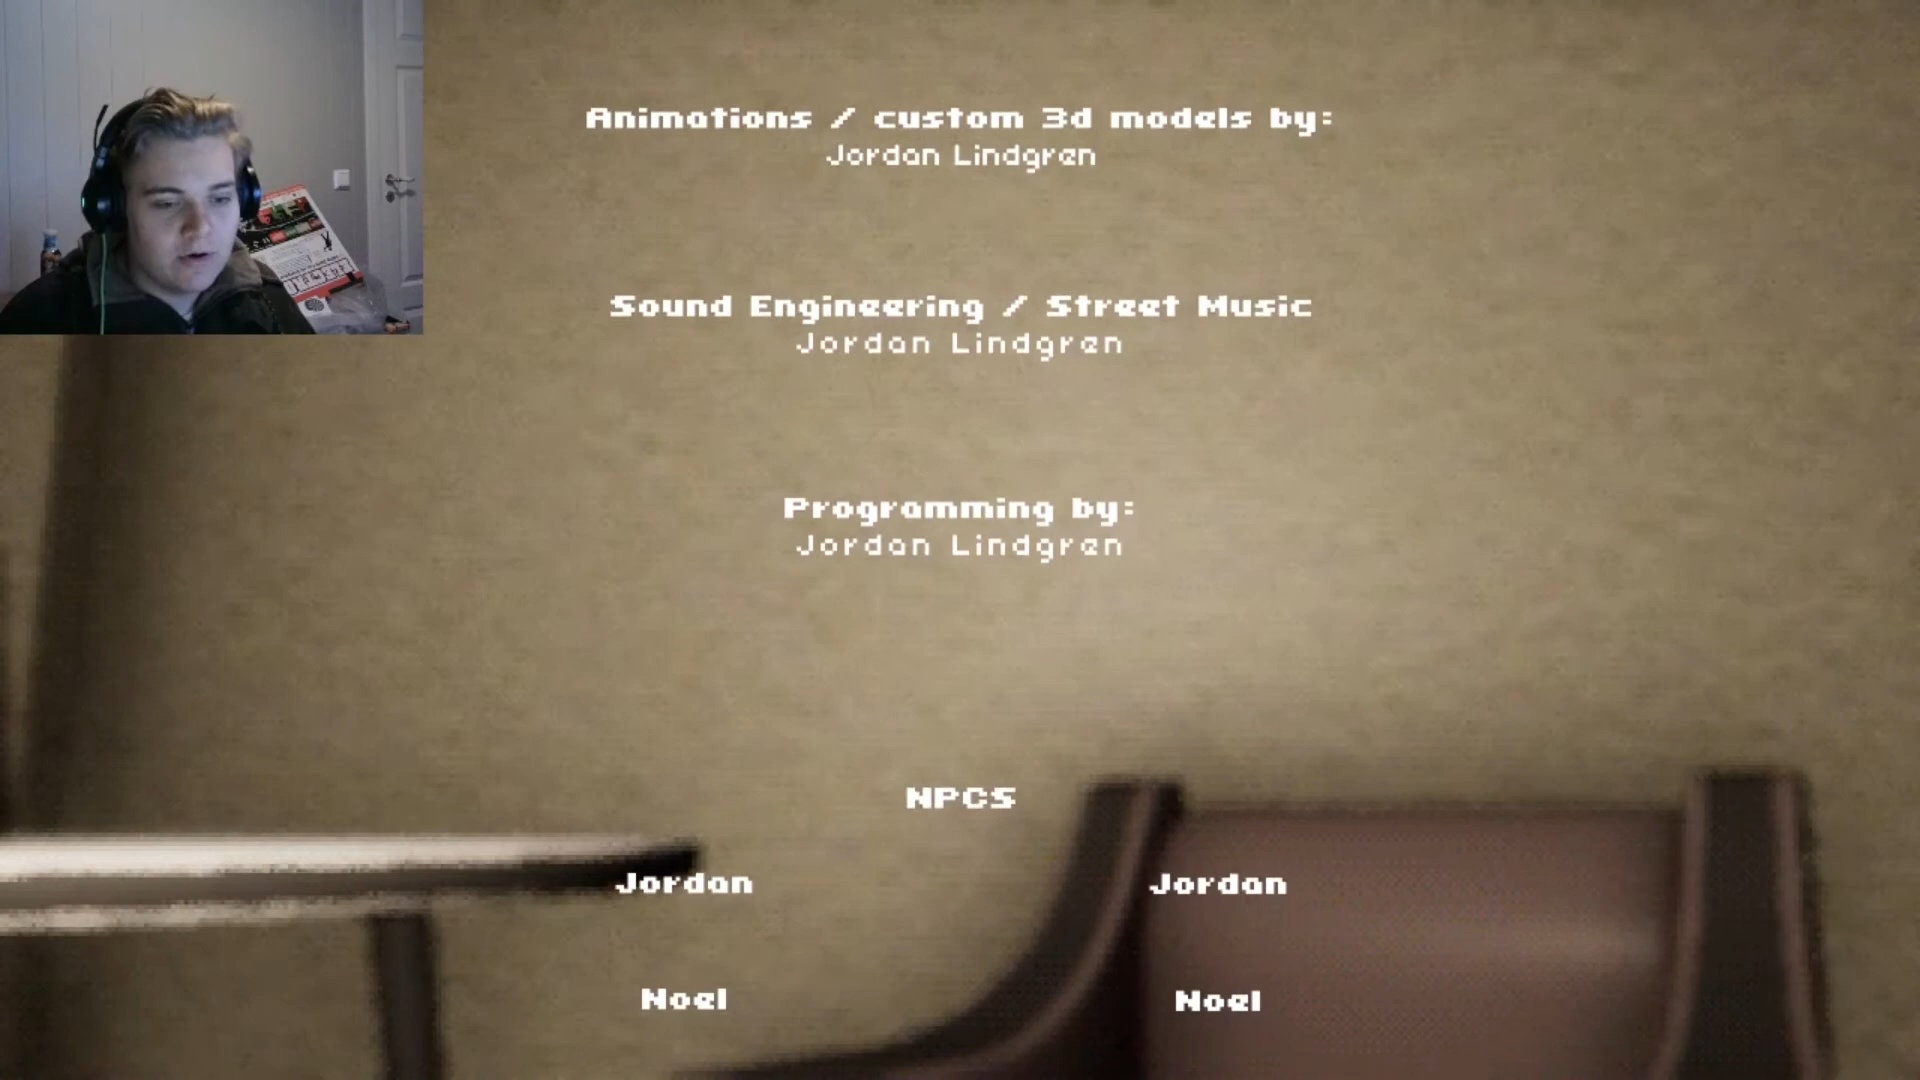 Animations / custom 3d models by:
Jordan Lindgren
Sound Engineering / Street Music
Jordan Lindgren
Programming by:
Jordan Lindgren
NPCS
Jordan Jordan
Noel Noel